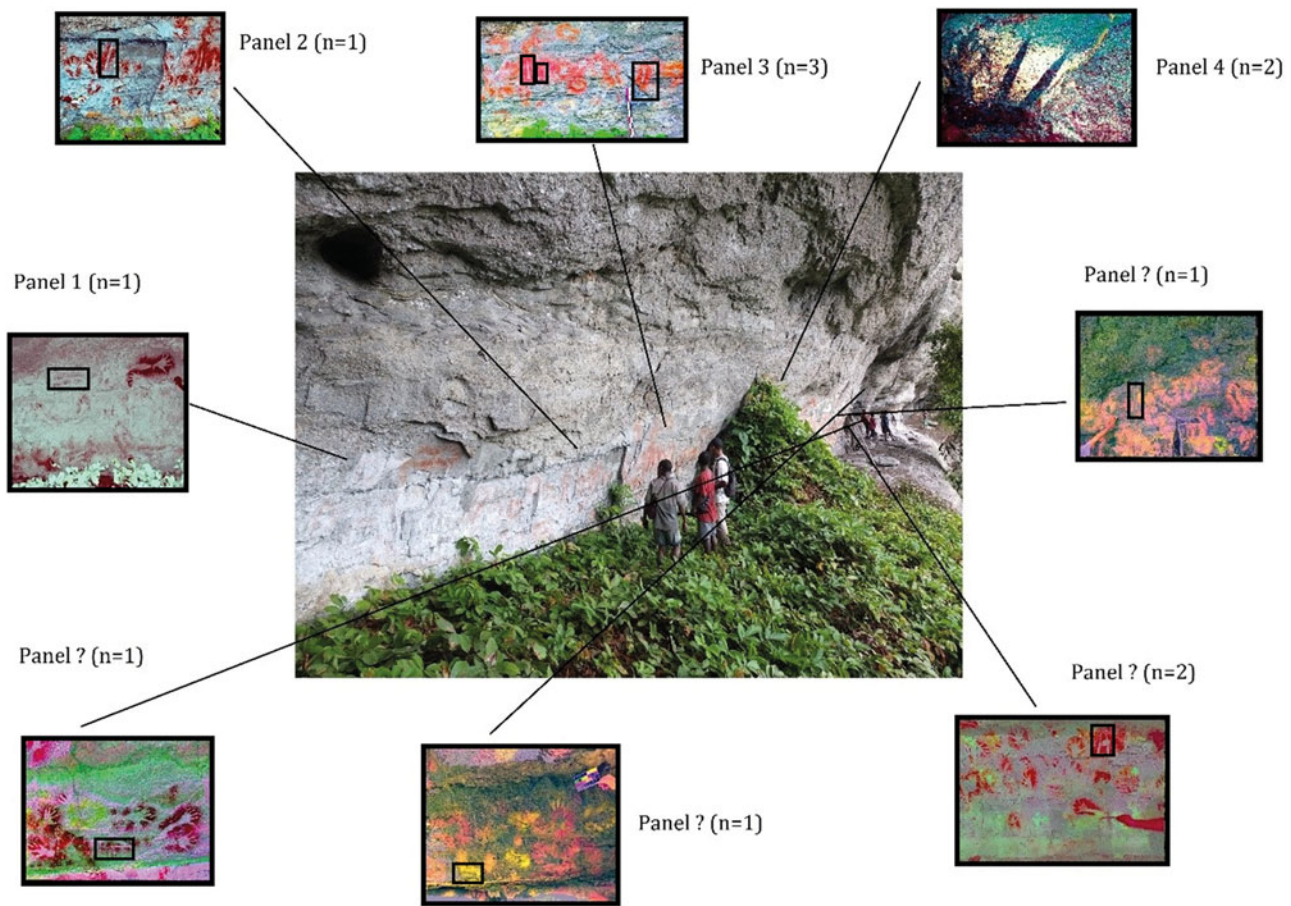 Panel 2 (n=1)
Panel 3 (n=3)
Panel 4 (n=2)
Panel 1 (n=1)
Panel ? (n=1)
Panel ? (n=1)
Panel ? (n=2)
Panel ? (n=1)